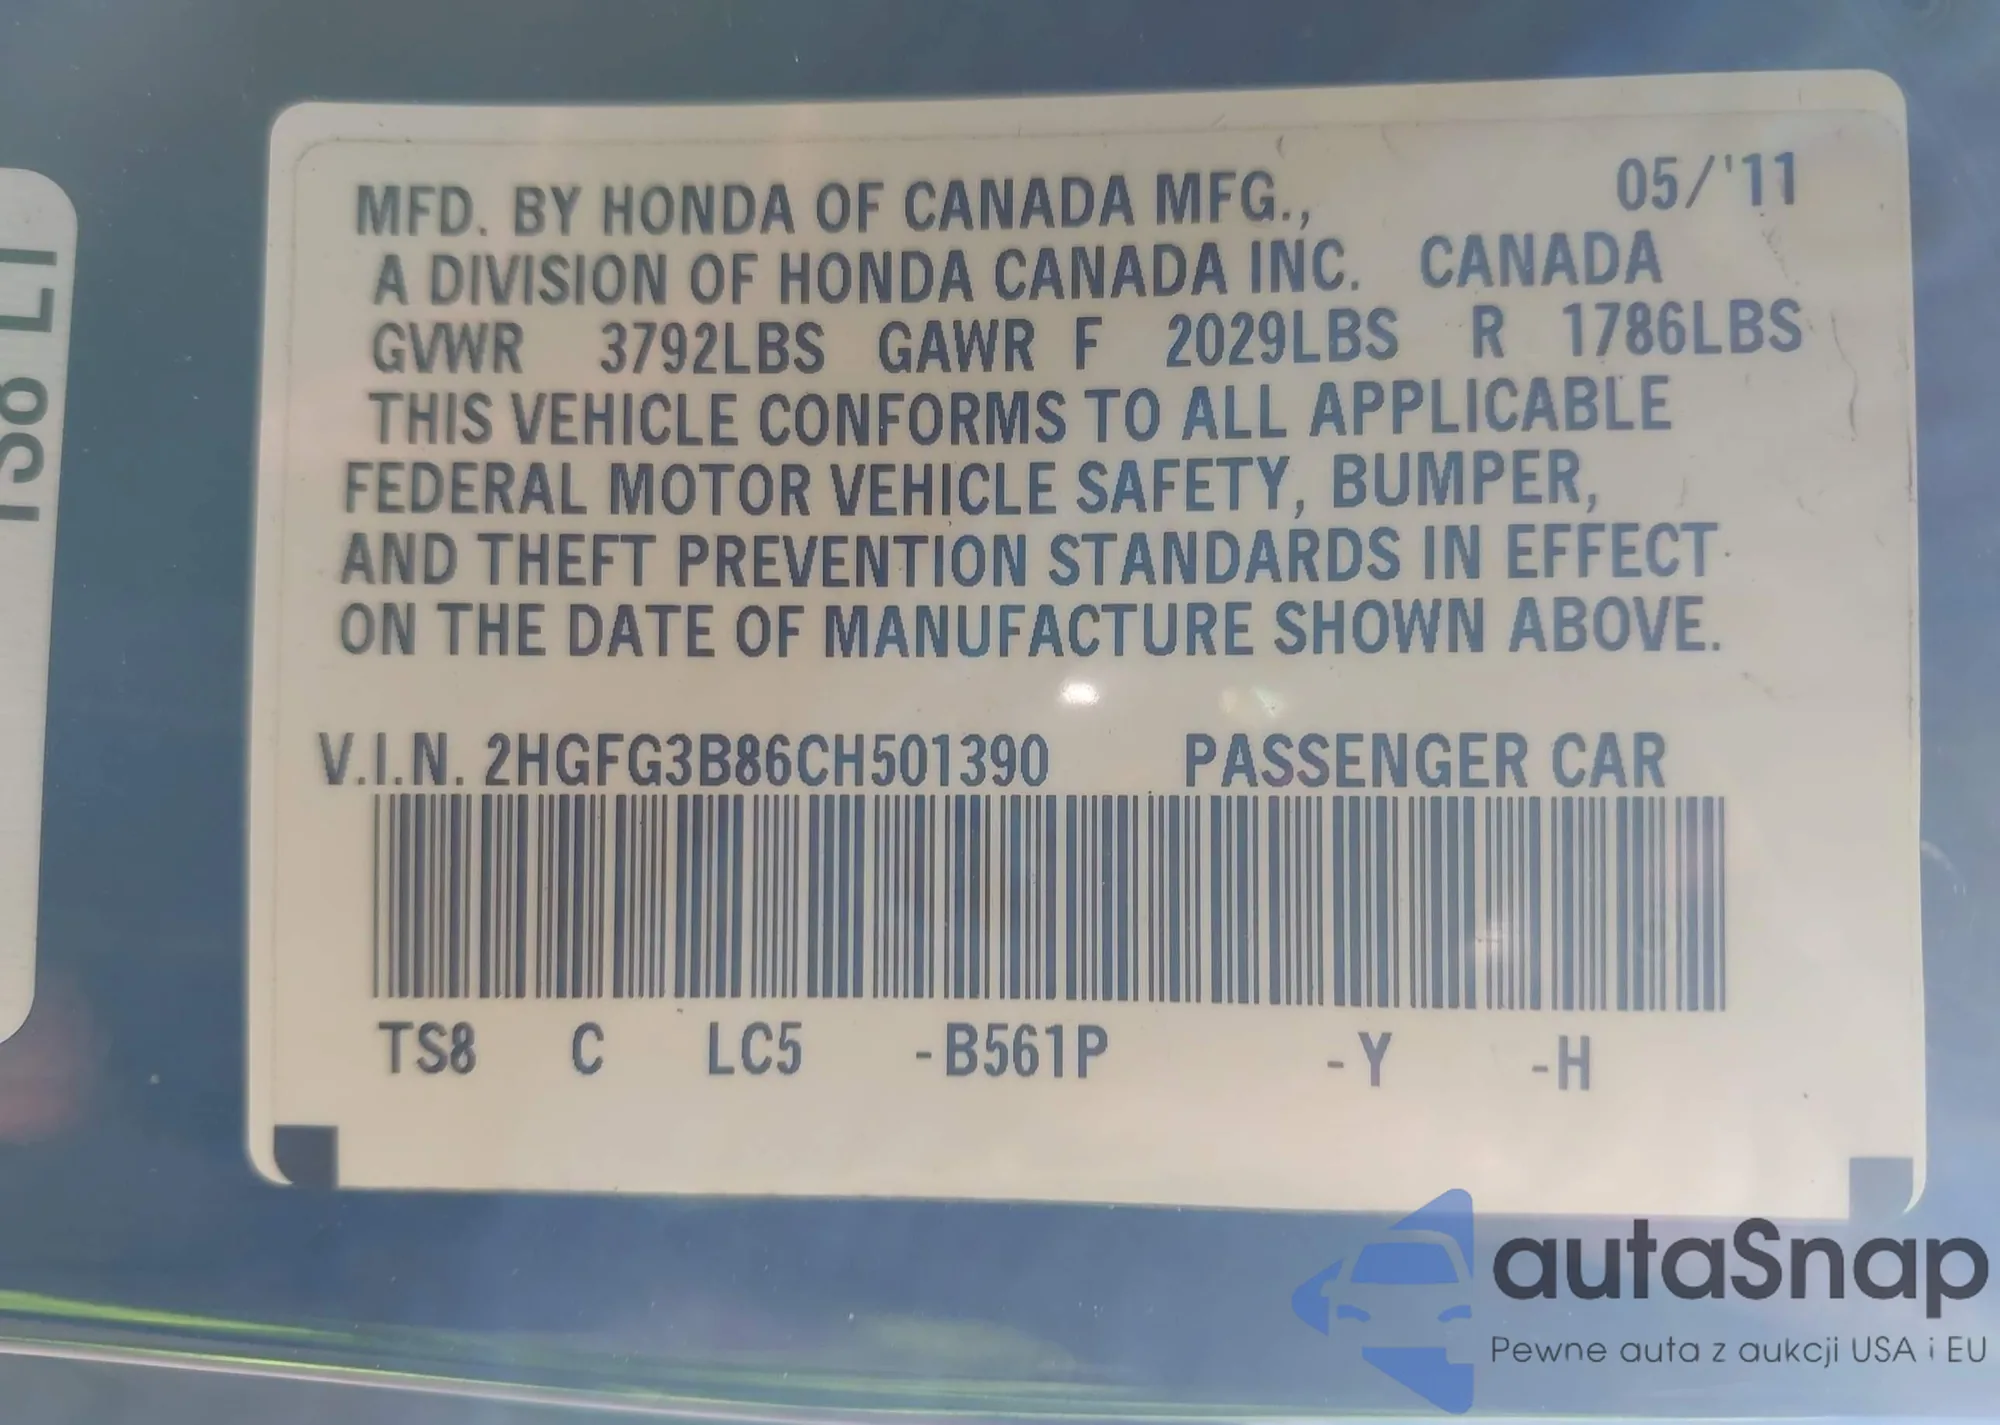 MFD. BY HONDA OF CANADA MFG., 05/'11
A DIVISION OF HONDA CANADA INC. CANADA
GVWR 3792LBS GAWR F 2029LBS R 1786LBS
THIS VEHICLE CONFORMS TO ALL APPLICABLE
FEDERAL MOTOR VEHICLE SAFETY, BUMPER,
AND THEFT PREVENTION STANDARDS IN EFFECT
ON THE DATE OF MANUFACTURE SHOWN ABOVE.
V.I.N. 2HGFG3B86CH501390 PASSENGER CAR
TS8 C LC5 -B561P -Y -H
autaSnap
Pewne auta z aukcji USA i EU